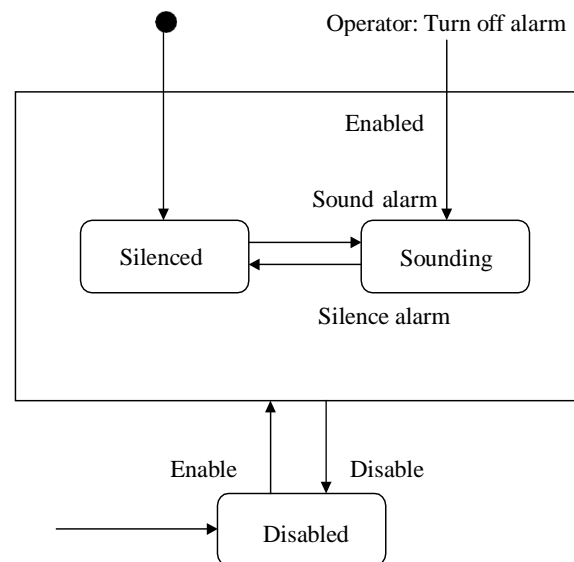 Operator: Turn off alarm
Enabled
Sound alarm
Silenced
Sounding
Silence alarm
Enable
Disable
Disabled